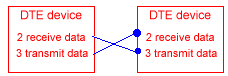 DTE device
2 receive data
3 transmit data
DTE device
2 receive data
3 transmit data